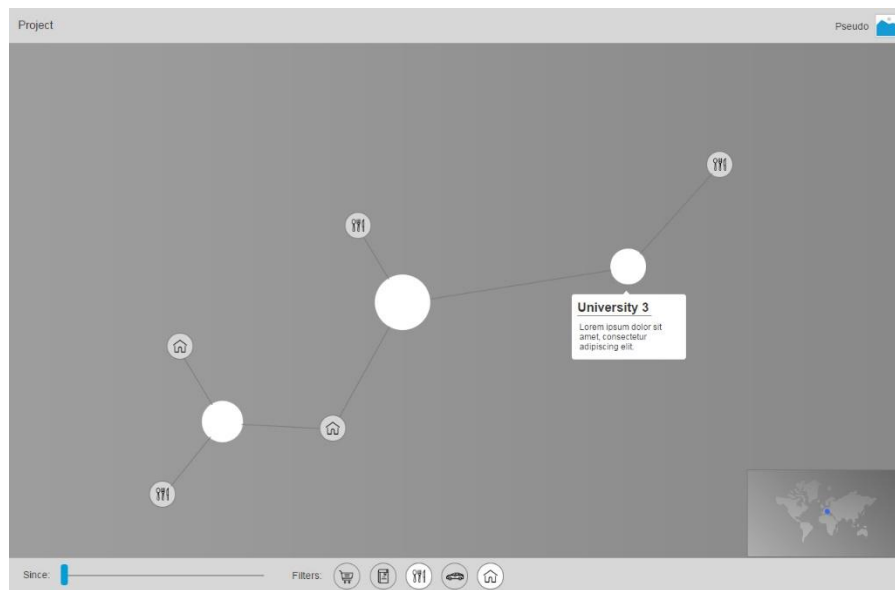 Project
Pseudo
University 3
Lorem ipsum dolor sit
amet, consectetur
adipiscing elit.
Since:
Filters: